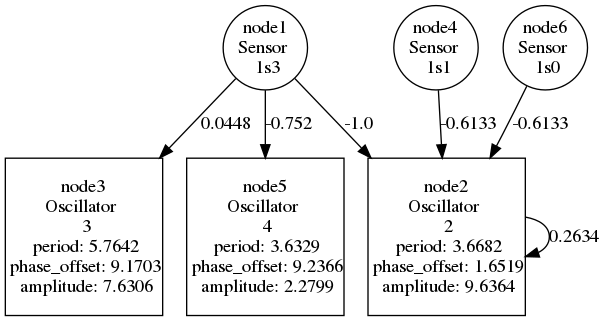 node1
Sensor
1s3
node4
Sensor
1s1
node6
Sensor
1s0
0.0448
-0.752
-1.0
-0.6133
-0.6133
node3
Oscillator
3
period: 5.7642
phase_offset: 9.1703
amplitude: 7.6306
node5
Oscillator
4
period: 3.6329
phase_offset: 9.2366
amplitude: 2.2799
node2
Oscillator
2
period: 3.6682
phase_offset: 1.6519
amplitude: 9.6364
0.2634